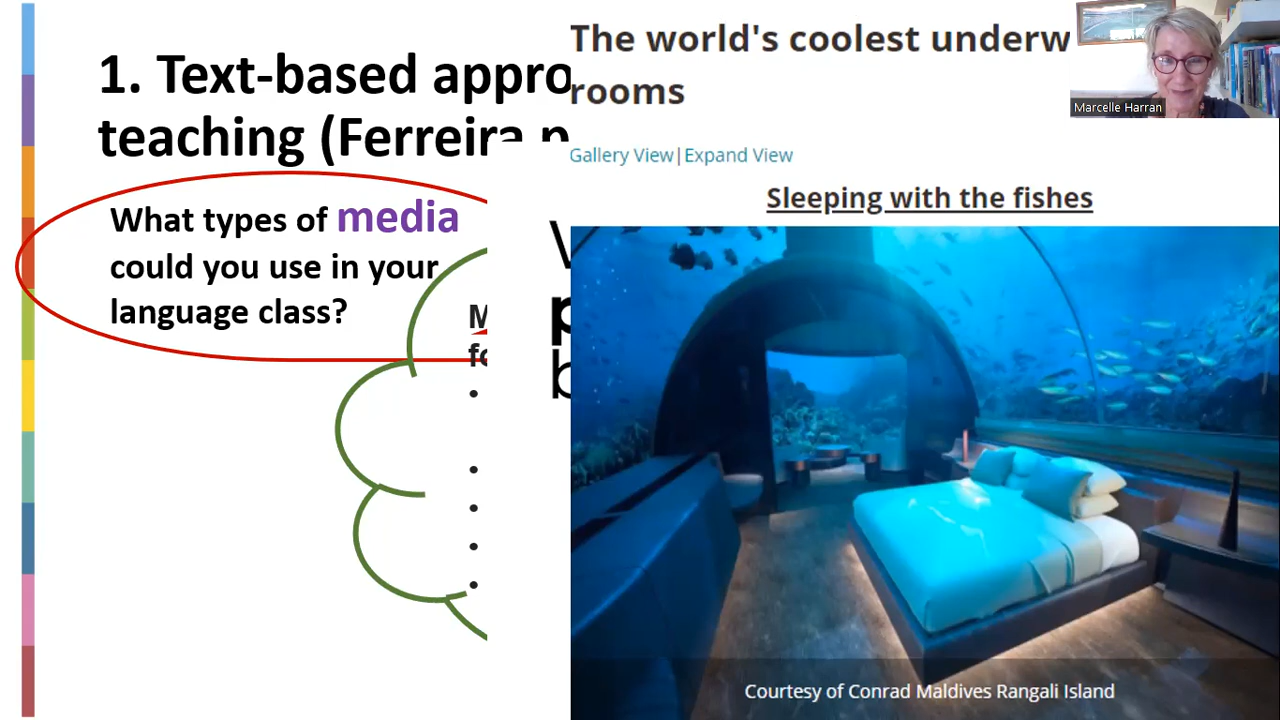 1. Text-based appro
teaching (Ferreira
What types of media
could you use in your
language class?
The world's coolest underw
rooms
Marcelle Harran
Gallery View|Expand View
Sleeping with the fishes
Courtesy of Conrad Maldives Rangali Island